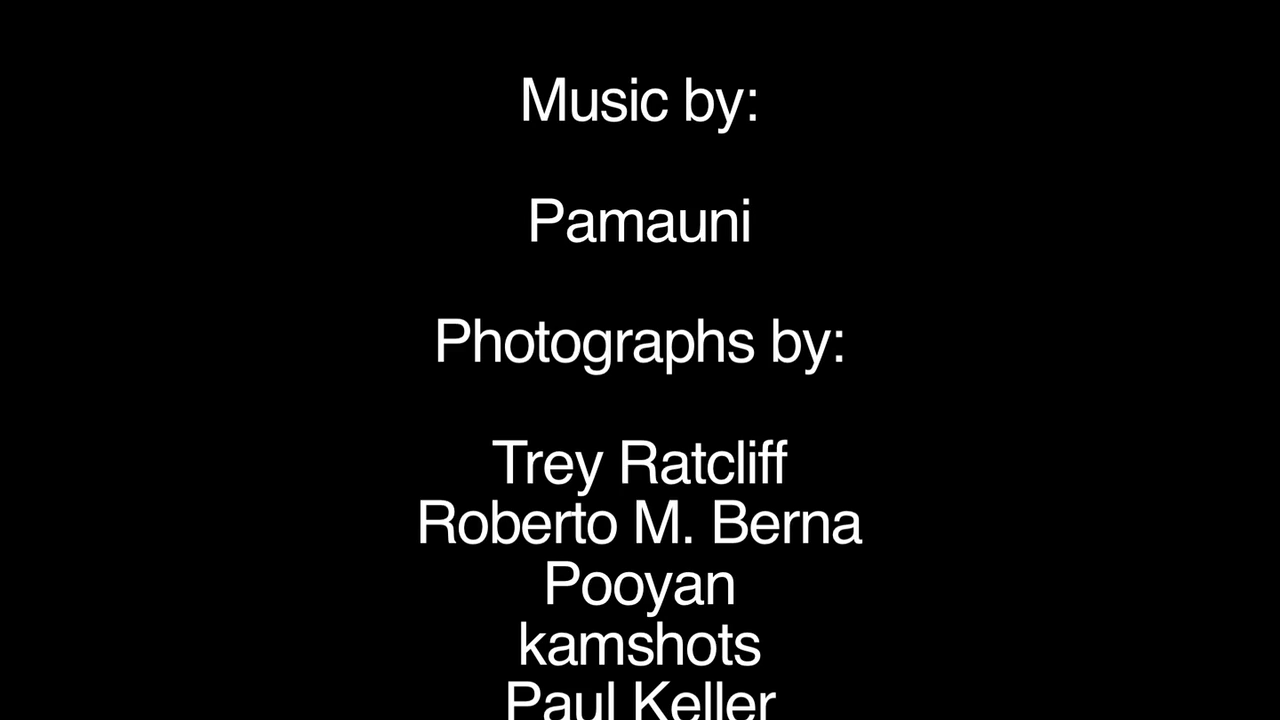 Music by:
Pamauni
Photographs by:
Trey Ratcliff
Roberto M. Berna
Pooyan
kamshots
Paul Keller